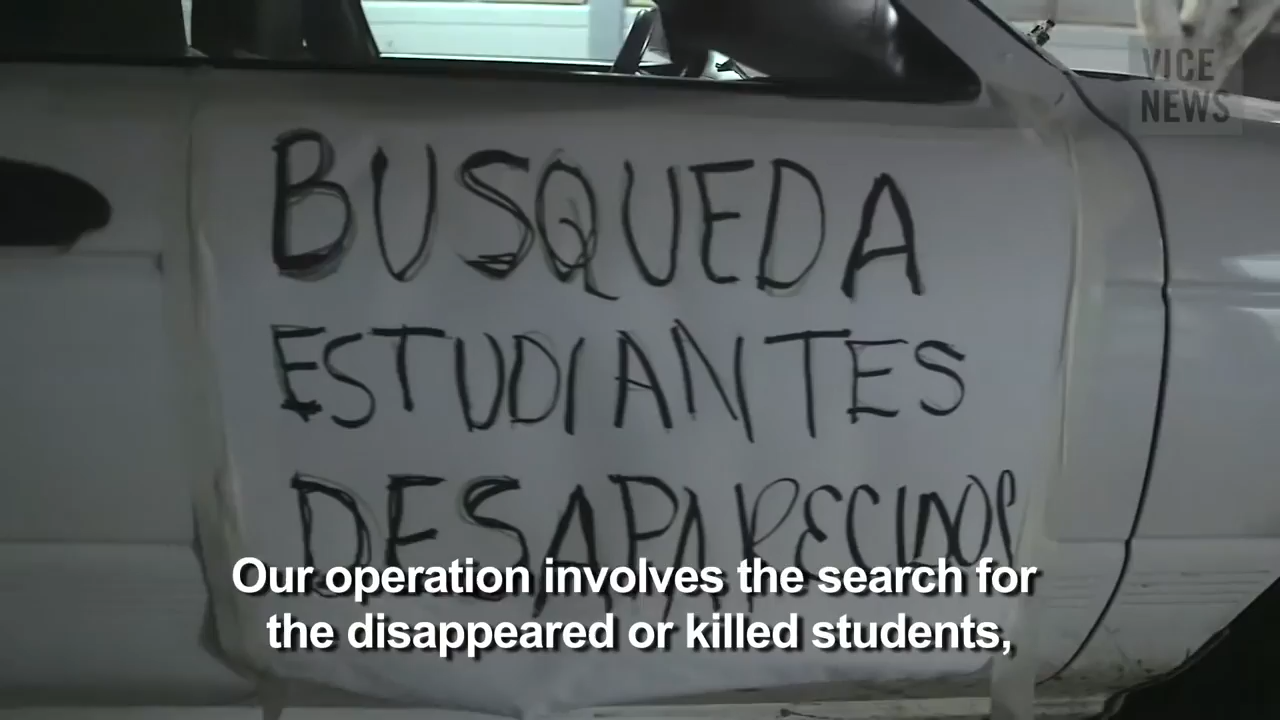 VICE
NEWS
BUSQUEDA
ESTUDIANTES
DESAPARECIDOS
Our operation involves the search for
the disappeared or killed students,